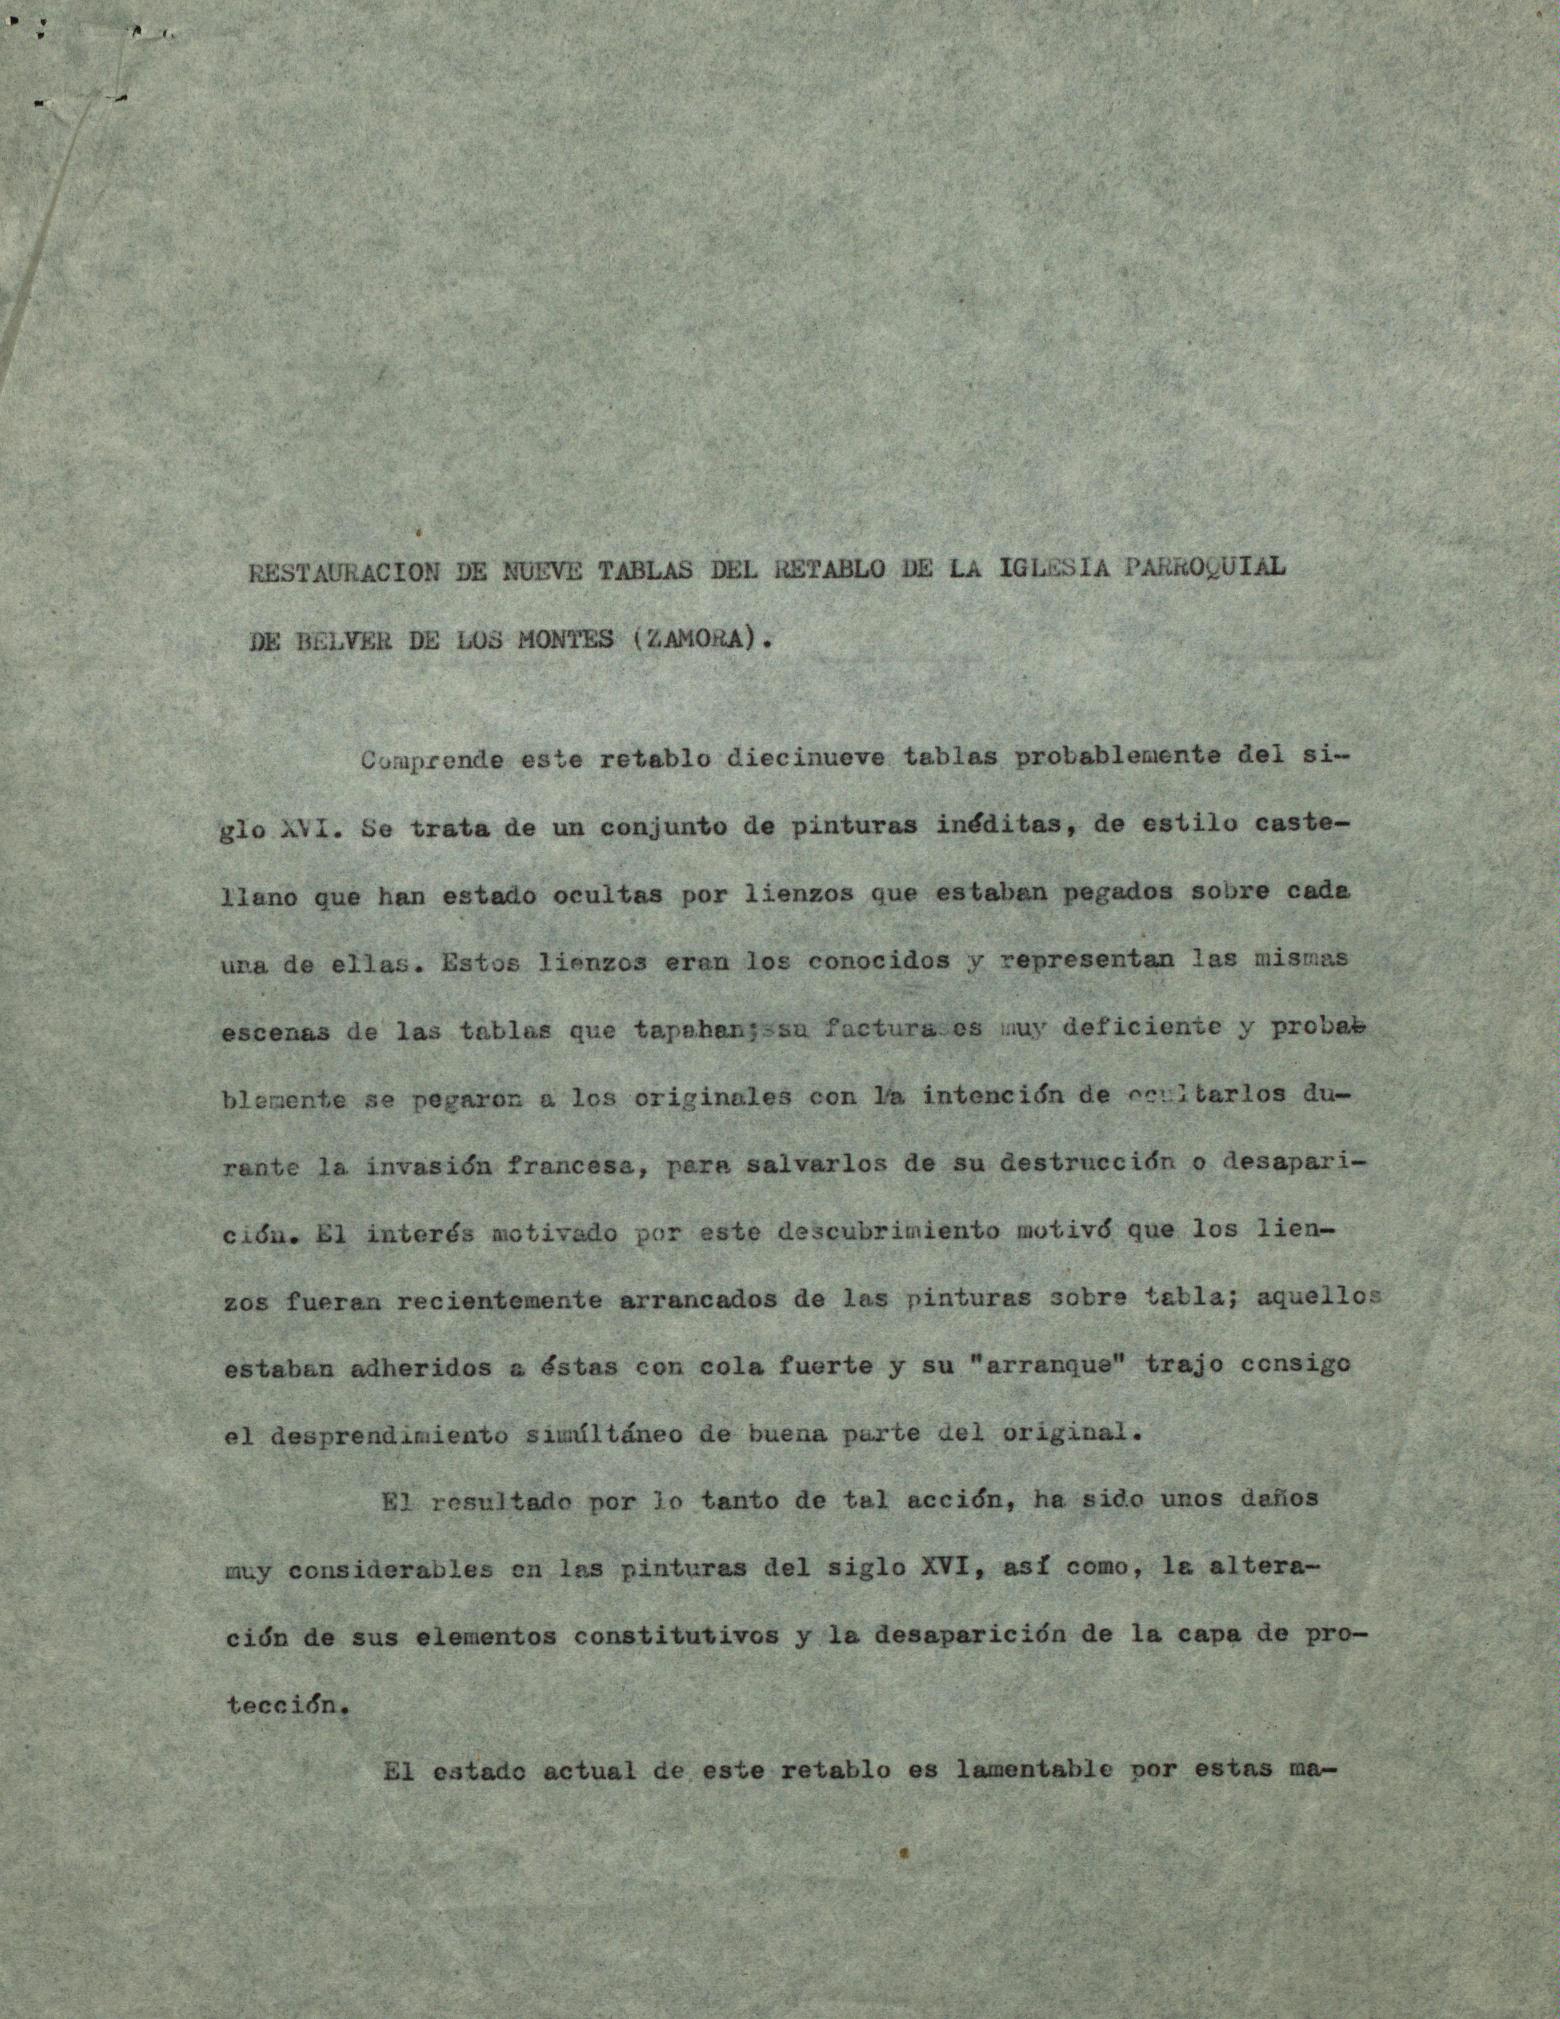 RESTAURACION DE NUEVE TABLAS DEL RETABLO DE LA IGLESIA PARROQUIAL
DE BELVER DE LOS MONTES (ZAMORA).
Comprende este retablo diecinueve tablas probablemente del si-
glo XVI. Se trata de un conjunto de pinturas inéditas, de estilo caste-
llano que han estado ocultas por lienzos que estaban pegados sobre cada
una de ellas. Estos lienzos eran los conocidos y representan las mismas
escenas de las tablas que tapaban; su factura es muy deficiente y proba-
blemente se pegaron a los originales con la intención de ocultarlos du-
rante la invasión francesa, para salvarlos de su destrucción o desapari-
ción. El interés motivado por este descubrimiento motivó que los lien-
zos fueran recientemente arrancados de las pinturas sobre tabla; aquellos
estaban adheridos a éstas con cola fuerte y su "arranque" trajo consigo
el desprendimiento simúltáneo de buena parte del original.
El resultado por lo tanto de tal acción, ha sido unos daños
muy considerables en las pinturas del siglo XVI, así como, la altera-
ción de sus elementos constitutivos y la desaparición de la capa de pro-
tección.
El estado actual de este retablo es lamentable por estas ma-